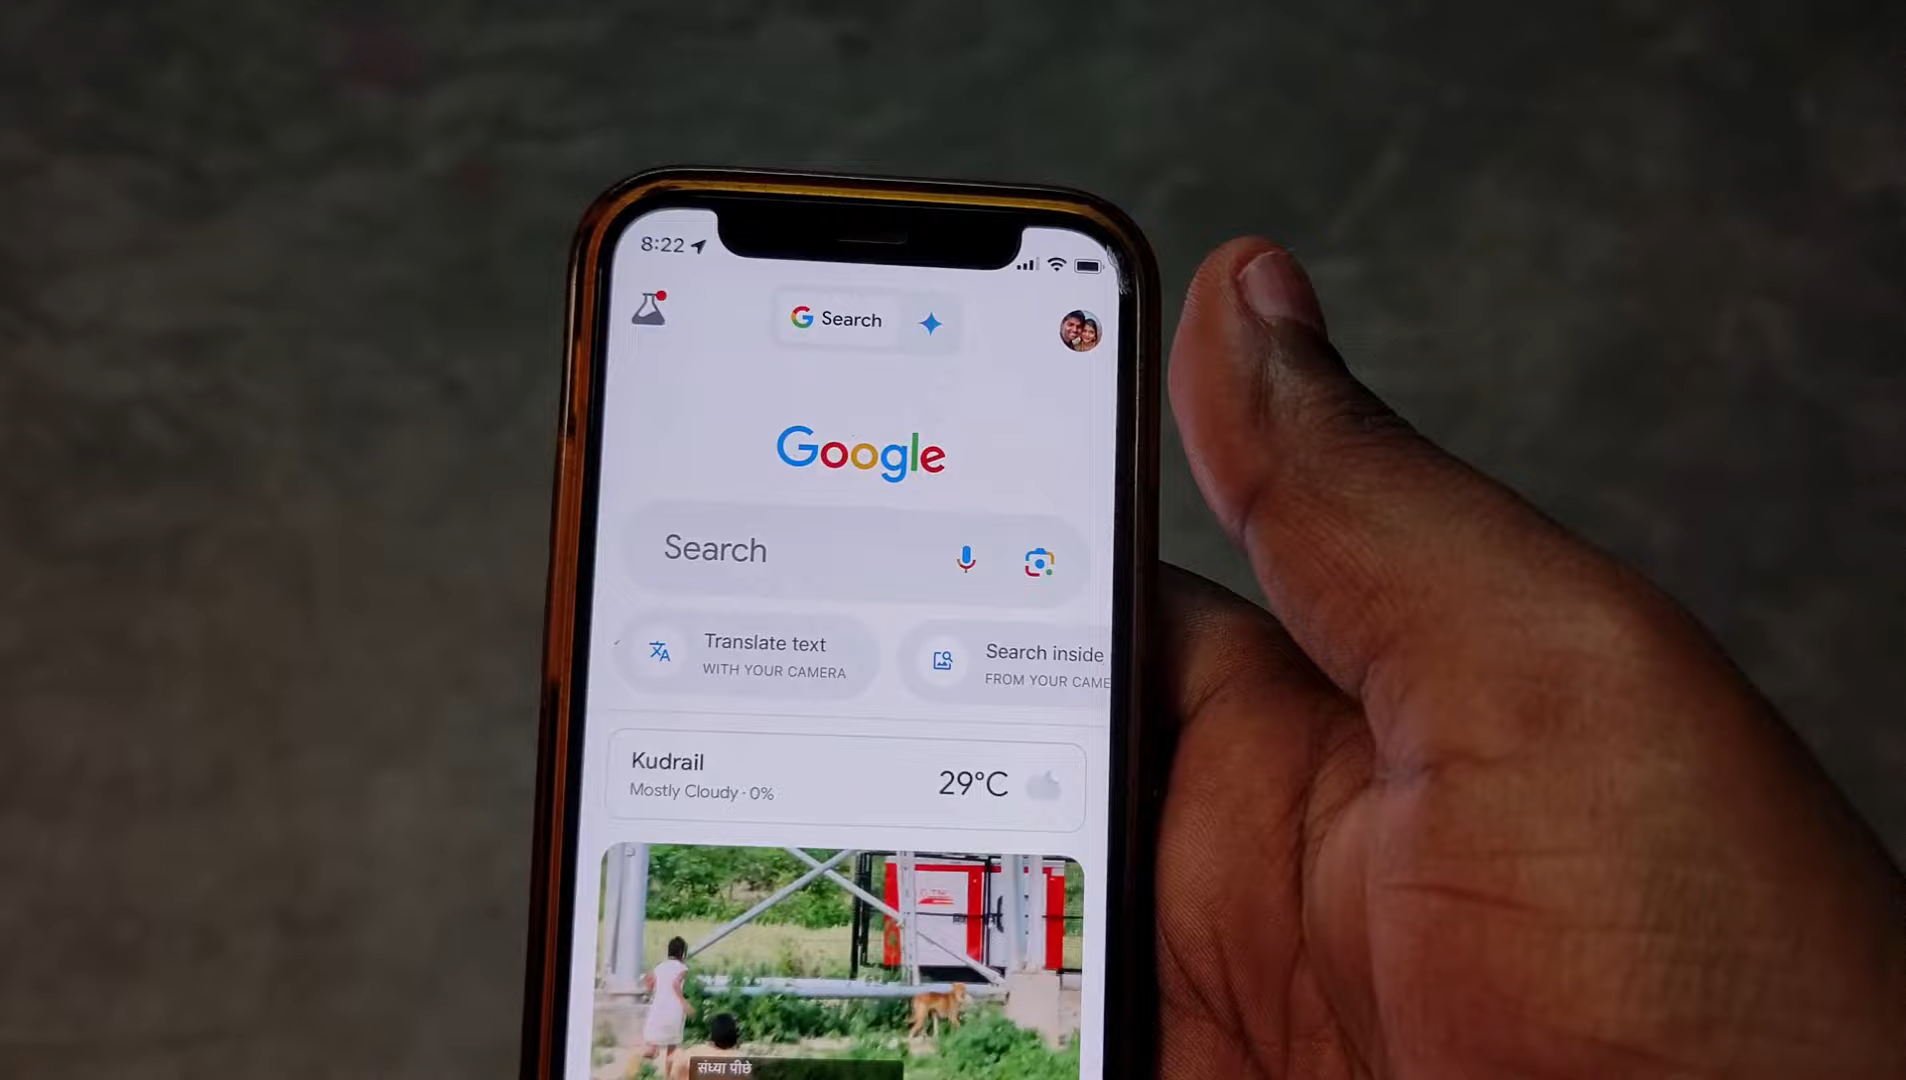 8:22
Search
Google
Search
Translate text
WITH YOUR CAMERA
Search inside
FROM YOUR CAME
Kudrail
29°C
Mostly Cloudy · 0%
संध्या पीछे